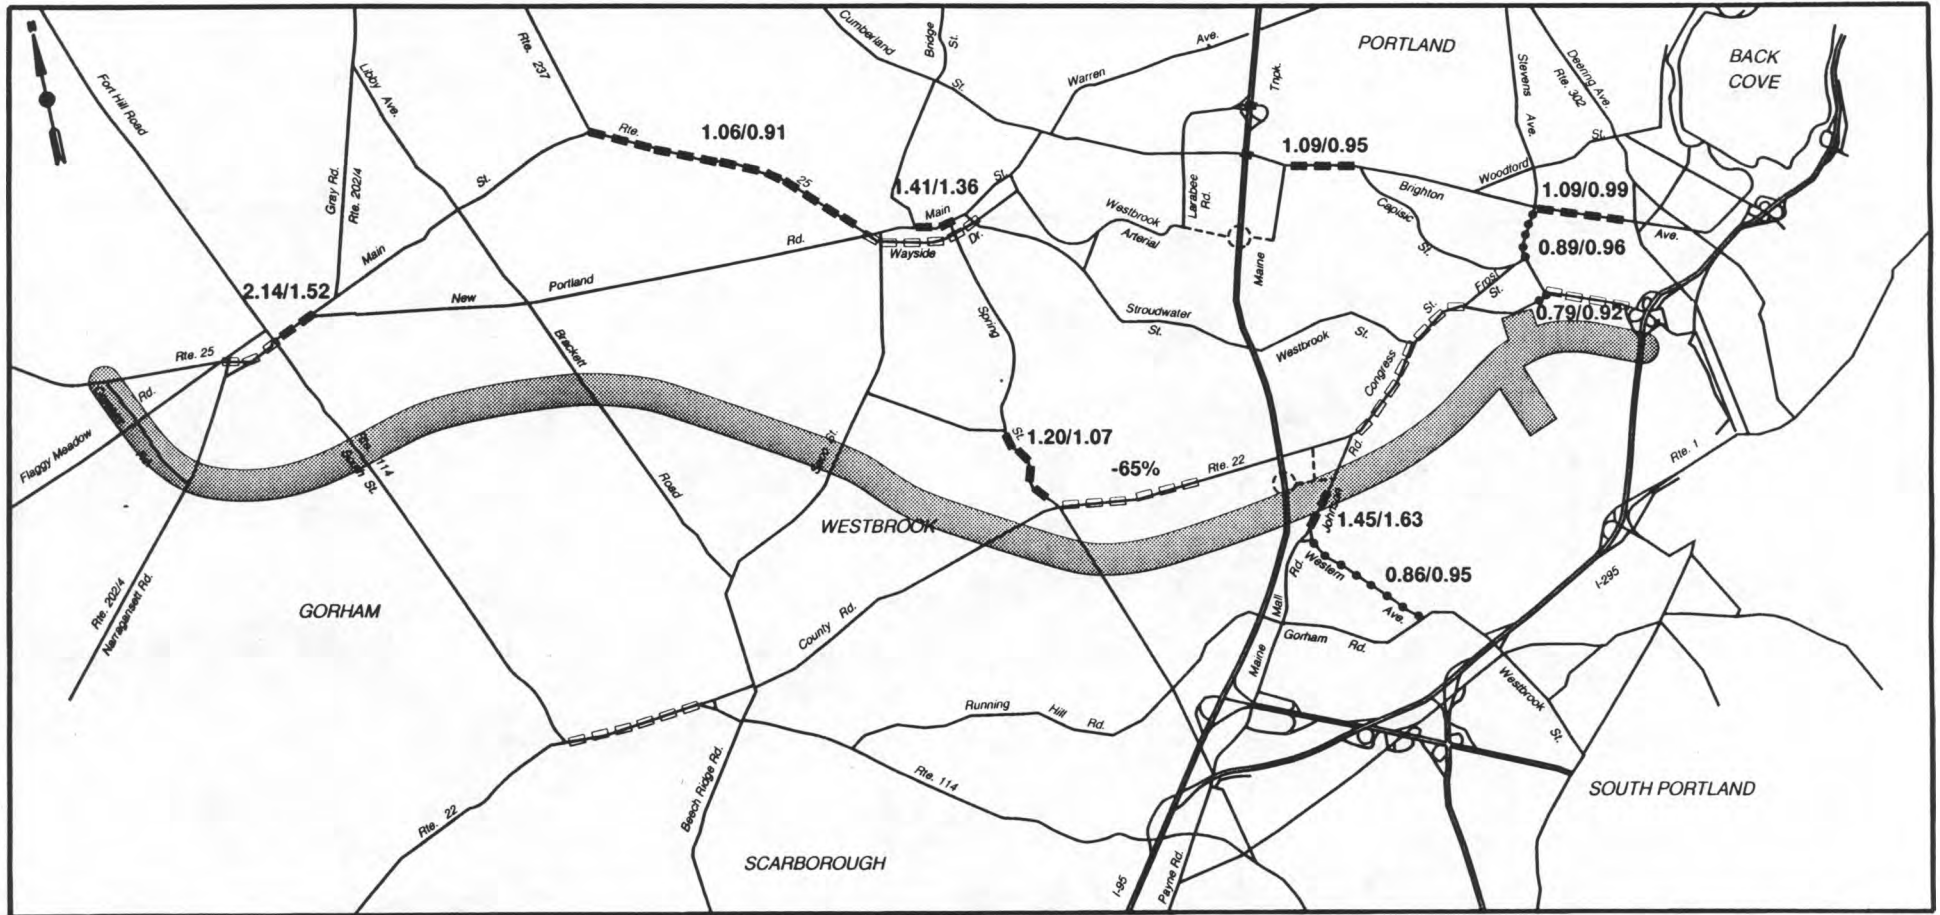 PORTLAND
BACK
COVE
Fort Hill Road
Libby Ave.
Rte. 237
Cumberland
St.
Bridge
St.
Warren
Ave.
Tnpk.
Maine
Stevens
Ave.
Deering Ave.
Rte. 302
Gray Rd.
Rte. 202/4
Main
St.
Rte.
25
1.06/0.91
1.41/1.36
Main
St.
Wayside
Dr.
Westbrook
Arterial
Larabee
Rd.
1.09/0.95
Brighton
Ave.
Woodford
St.
Capisic
St.
1.09/0.99
0.89/0.96
Frost
St.
0.79/0.92
2.14/1.52
New
Portland
Rd.
Rte. 25
Flaggy Meadow
Rd.
Rte. 114
South St.
Brackett
Road
Spring
St.
Stroudwater
St.
Westbrook
St.
Congress
St.
1.20/1.07
-65%
Rte. 22
Johnson
Rd.
1.45/1.63
Western
Ave.
0.86/0.95
WESTBROOK
GORHAM
Rte. 202/4
Narragansett Rd.
County
Rd.
Maine
Mall
Rd.
Gorham
Rd.
Rte. 1
I-295
Running
Hill
Rd.
Westbrook
St.
Rte. 114
Rte. 22
Beech Ridge Rd.
SCARBOROUGH
SOUTH PORTLAND
I-95
Payne Rd.